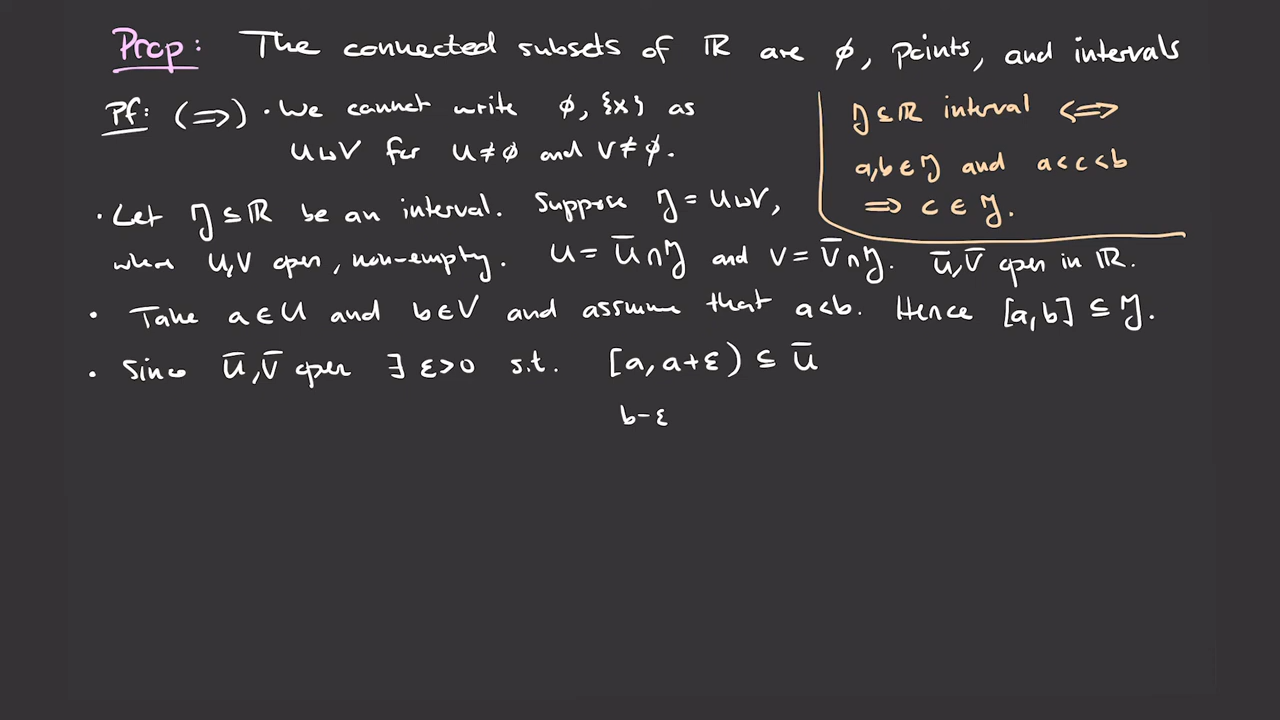 Prop: The connected subsets of ℝ are ∅, points, and intervals
Pf: (⟹) • We cannot write ∅, {x} as
U ⊔ V for U ≠ ∅ and V ≠ ∅.
J ⊆ ℝ interval ⟺
a,b ∈ J and a < c < b
⟹ c ∈ J.
• Let J ⊆ ℝ be an interval. Suppose J = U ⊔ V,
where U,V open, non-empty. U = Ū ∩ J and V = V̄ ∩ J. Ū,V̄ open in ℝ.
• Take a ∈ U and b ∈ V and assume that a < b. Hence [a,b] ⊆ J.
• Since Ū,V̄ open ∃ ε>0 s.t. [a, a+ε) ⊆ Ū
b-ε